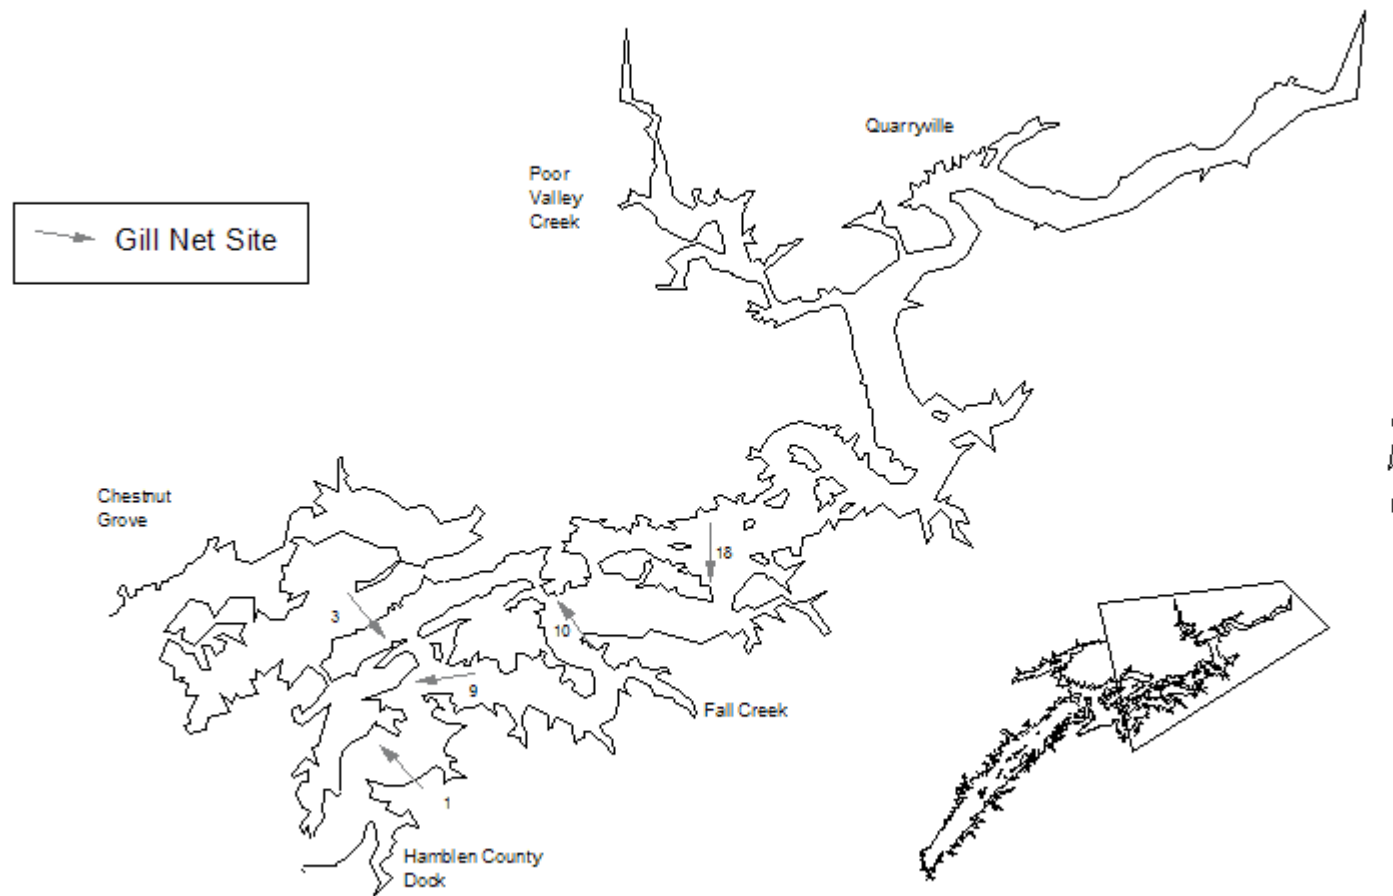 Quarryville
Poor
Valley
Creek
Gill Net Site
Chestnut
Grove
18
3
10
9
Fall Creek
1
Hamblen County
Dock